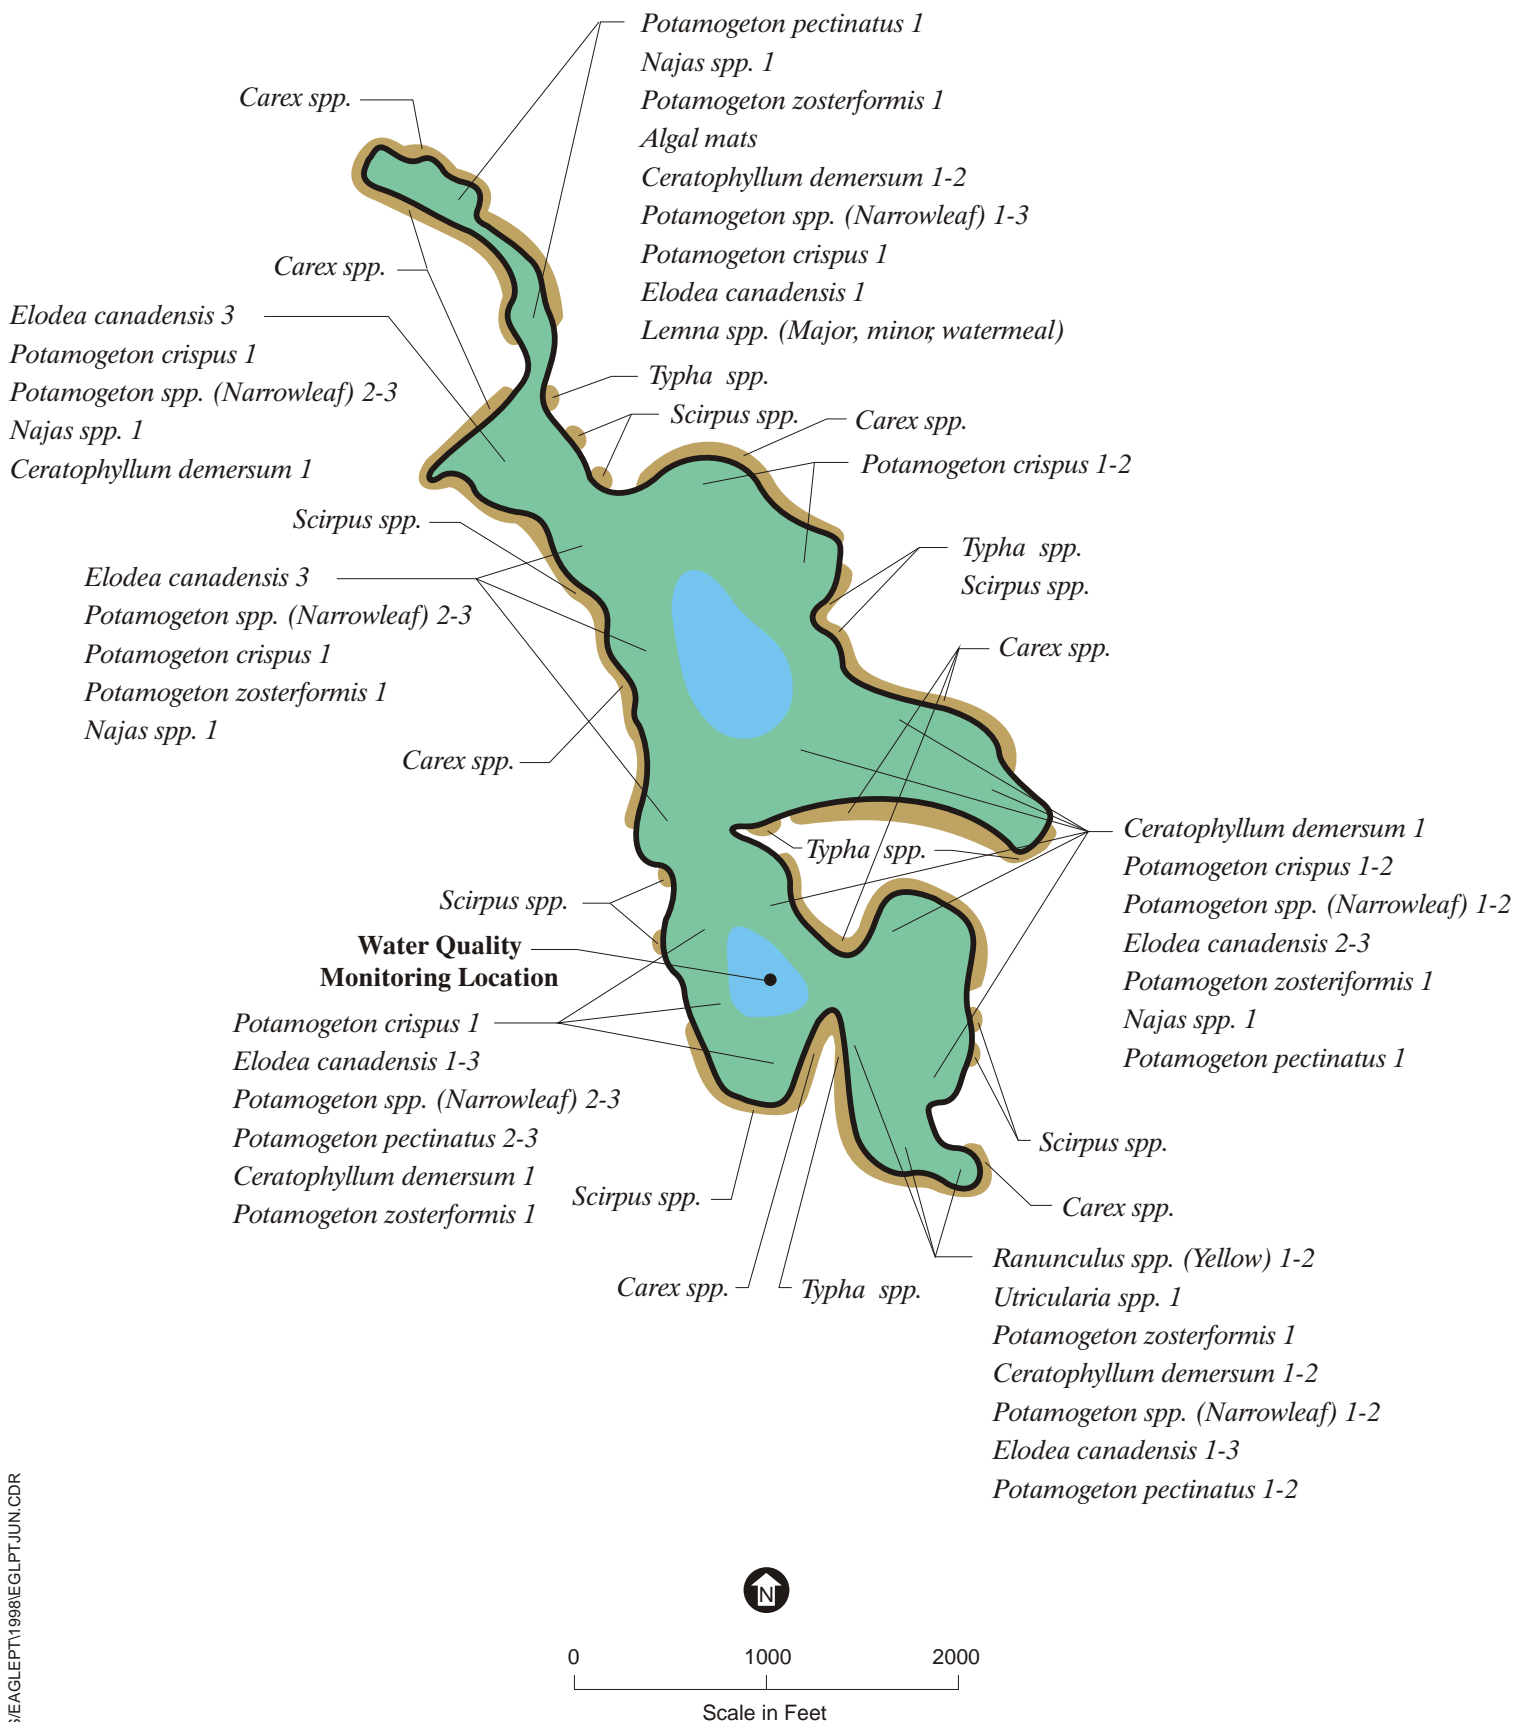 Potamogeton pectinatus 1
Najas spp. 1
Potamogeton zosterformis 1
Algal mats
Ceratophyllum demersum 1-2
Potamogeton spp. (Narrowleaf) 1-3
Potamogeton crispus 1
Elodea canadensis 1
Lemna spp. (Major, minor, watermeal)
Carex spp.
Carex spp.
Elodea canadensis 3
Potamogeton crispus 1
Potamogeton spp. (Narrowleaf) 2-3
Najas spp. 1
Ceratophyllum demersum 1
Typha spp.
Scirpus spp.
Carex spp.
Potamogeton crispus 1-2
Scirpus spp.
Typha spp.
Scirpus spp.
Elodea canadensis 3
Potamogeton spp. (Narrowleaf) 2-3
Potamogeton crispus 1
Potamogeton zosterformis 1
Najas spp. 1
Carex spp.
Carex spp.
Typha spp.
Ceratophyllum demersum 1
Potamogeton crispus 1-2
Potamogeton spp. (Narrowleaf) 1-2
Elodea canadensis 2-3
Potamogeton zosteriformis 1
Najas spp. 1
Potamogeton pectinatus 1
Scirpus spp.
Water Quality
Monitoring Location
Potamogeton crispus 1
Elodea canadensis 1-3
Potamogeton spp. (Narrowleaf) 2-3
Potamogeton pectinatus 2-3
Ceratophyllum demersum 1
Potamogeton zosterformis 1
Scirpus spp.
Scirpus spp.
Carex spp.
Carex spp.
Typha spp.
Ranunculus spp. (Yellow) 1-2
Utricularia spp. 1
Potamogeton zosterformis 1
Ceratophyllum demersum 1-2
Potamogeton spp. (Narrowleaf) 1-2
Elodea canadensis 1-3
Potamogeton pectinatus 1-2
N
0 1000 2000
Scale in Feet
/EAGLEPT\1998\EGLPTJUN.CDR